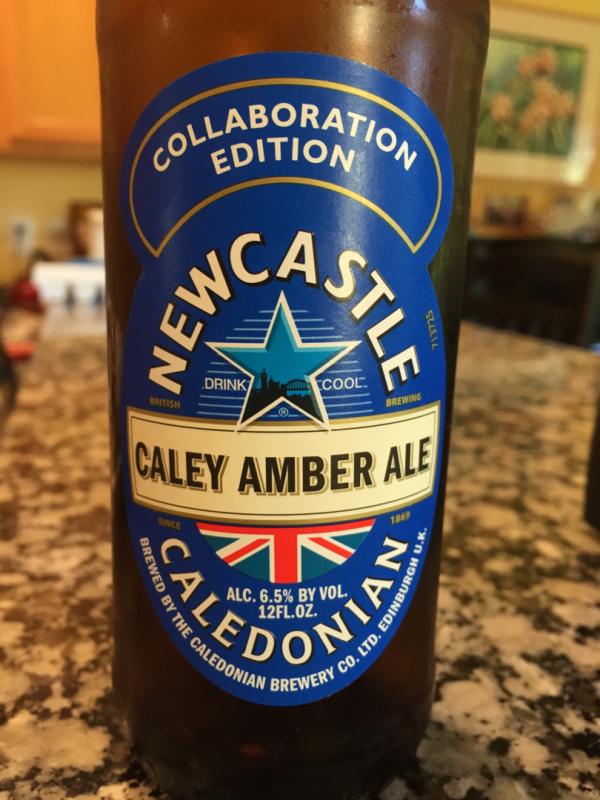 COLLABORATION
EDITION
NEWCASTLE
DRINK COOL
®
BRITISH BREWING
713725
CALEY AMBER ALE
SINCE 1869
ALC. 6.5% BY VOL.
12FL.OZ.
CALEDONIAN
BREWED BY THE CALEDONIAN BREWERY CO. LTD. EDINBURGH U.K.